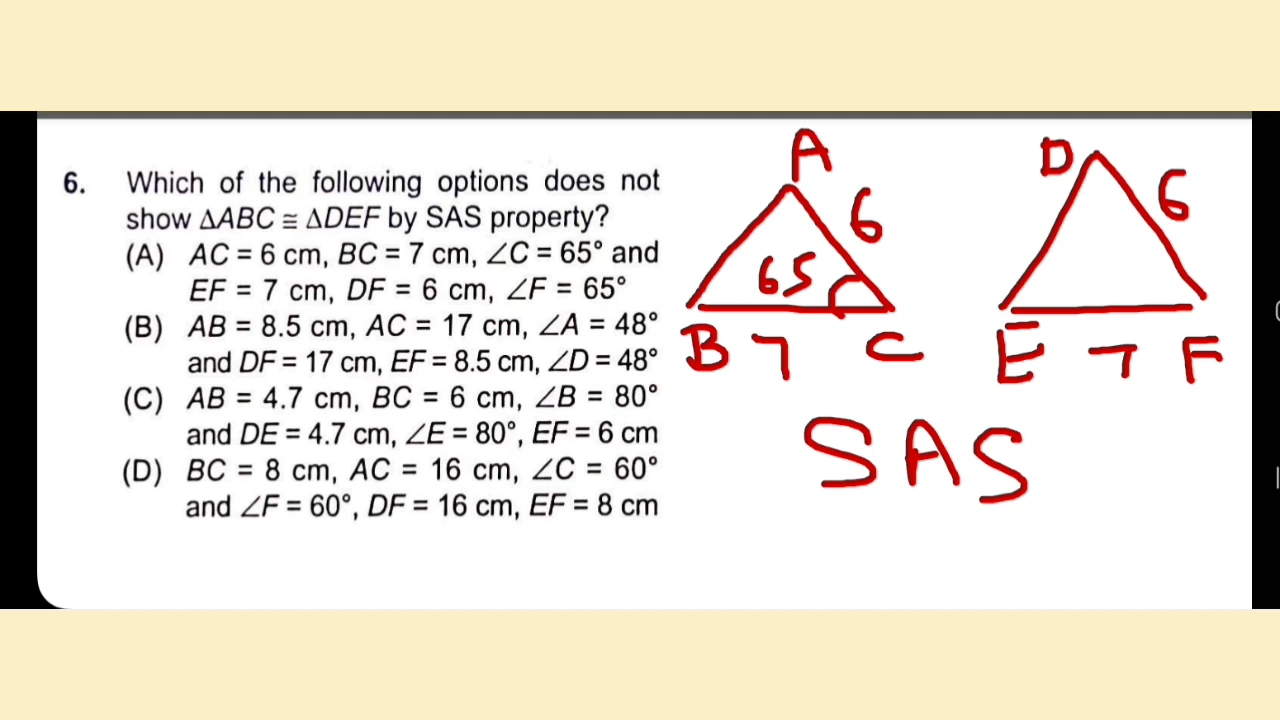 6. Which of the following options does not
show △ABC ≅ △DEF by SAS property?
(A) AC = 6 cm, BC = 7 cm, ∠C = 65° and
EF = 7 cm, DF = 6 cm, ∠F = 65°
(B) AB = 8.5 cm, AC = 17 cm, ∠A = 48°
and DF = 17 cm, EF = 8.5 cm, ∠D = 48°
(C) AB = 4.7 cm, BC = 6 cm, ∠B = 80°
and DE = 4.7 cm, ∠E = 80°, EF = 6 cm
(D) BC = 8 cm, AC = 16 cm, ∠C = 60°
and ∠F = 60°, DF = 16 cm, EF = 8 cm
A
6
65
B 7 C
D
6
E 7 F
SAS